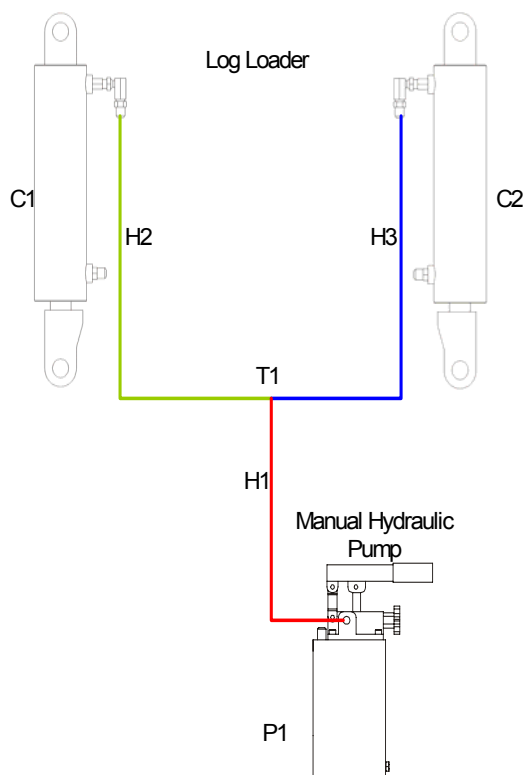 Log Loader
C1
C2
H2
H3
T1
H1
Manual Hydraulic
Pump
P1